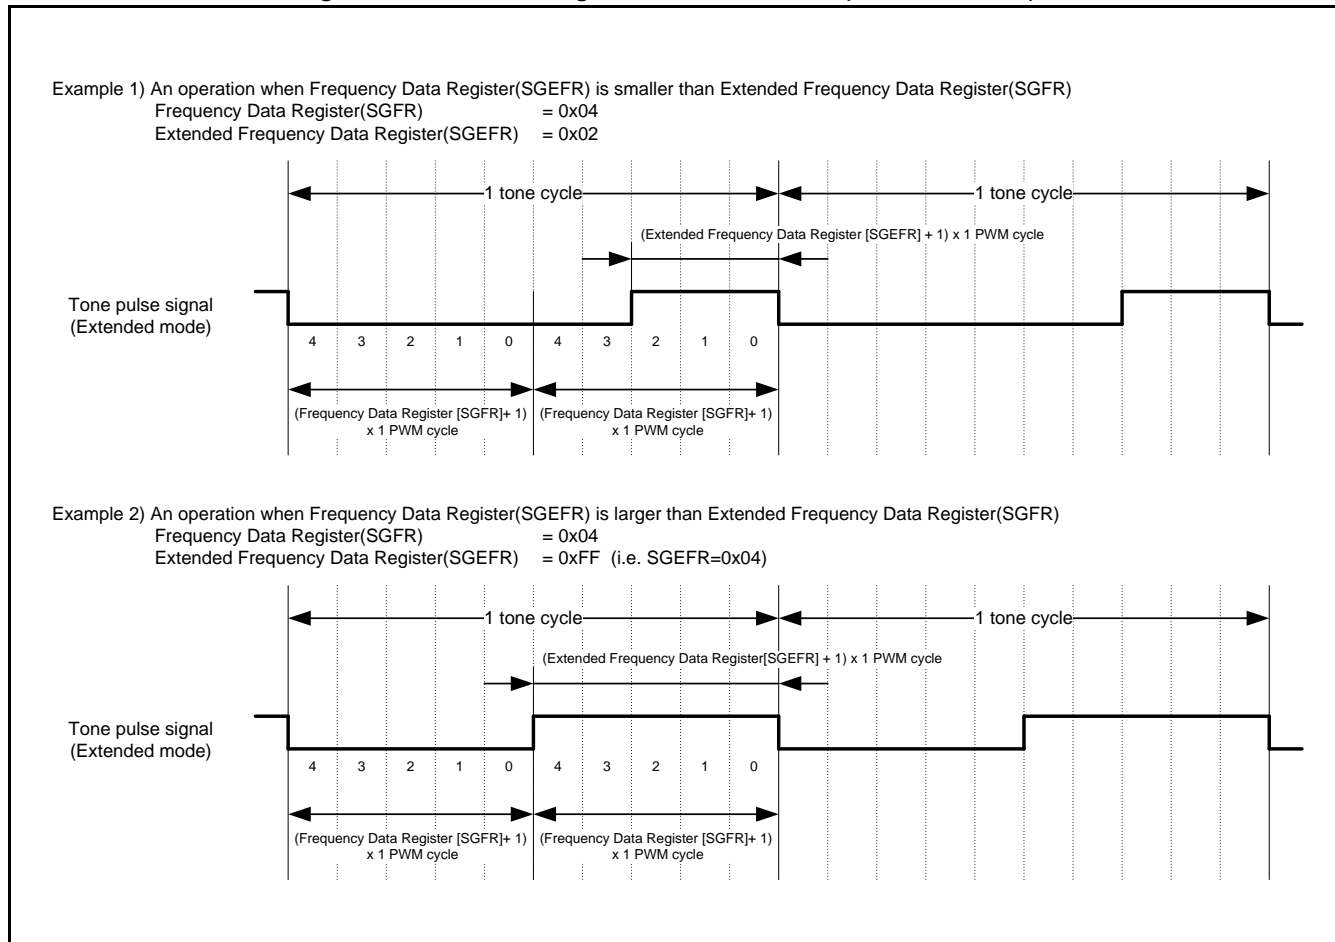 Example 1) An operation when Frequency Data Register(SGEFR) is smaller than Extended Frequency Data Register(SGFR)
Frequency Data Register(SGFR) = 0x04
Extended Frequency Data Register(SGEFR) = 0x02
1 tone cycle 1 tone cycle
(Extended Frequency Data Register [SGEFR] + 1) x 1 PWM cycle
Tone pulse signal
(Extended mode)
4 3 2 1 0 4 3 2 1 0
(Frequency Data Register [SGFR]+ 1) (Frequency Data Register [SGFR]+ 1)
x 1 PWM cycle x 1 PWM cycle
Example 2) An operation when Frequency Data Register(SGEFR) is larger than Extended Frequency Data Register(SGFR)
Frequency Data Register(SGFR) = 0x04
Extended Frequency Data Register(SGEFR) = 0xFF (i.e. SGEFR=0x04)
1 tone cycle 1 tone cycle
(Extended Frequency Data Register[SGEFR] + 1) x 1 PWM cycle
Tone pulse signal
(Extended mode)
4 3 2 1 0 4 3 2 1 0
(Frequency Data Register [SGFR]+ 1) (Frequency Data Register [SGFR]+ 1)
x 1 PWM cycle x 1 PWM cycle